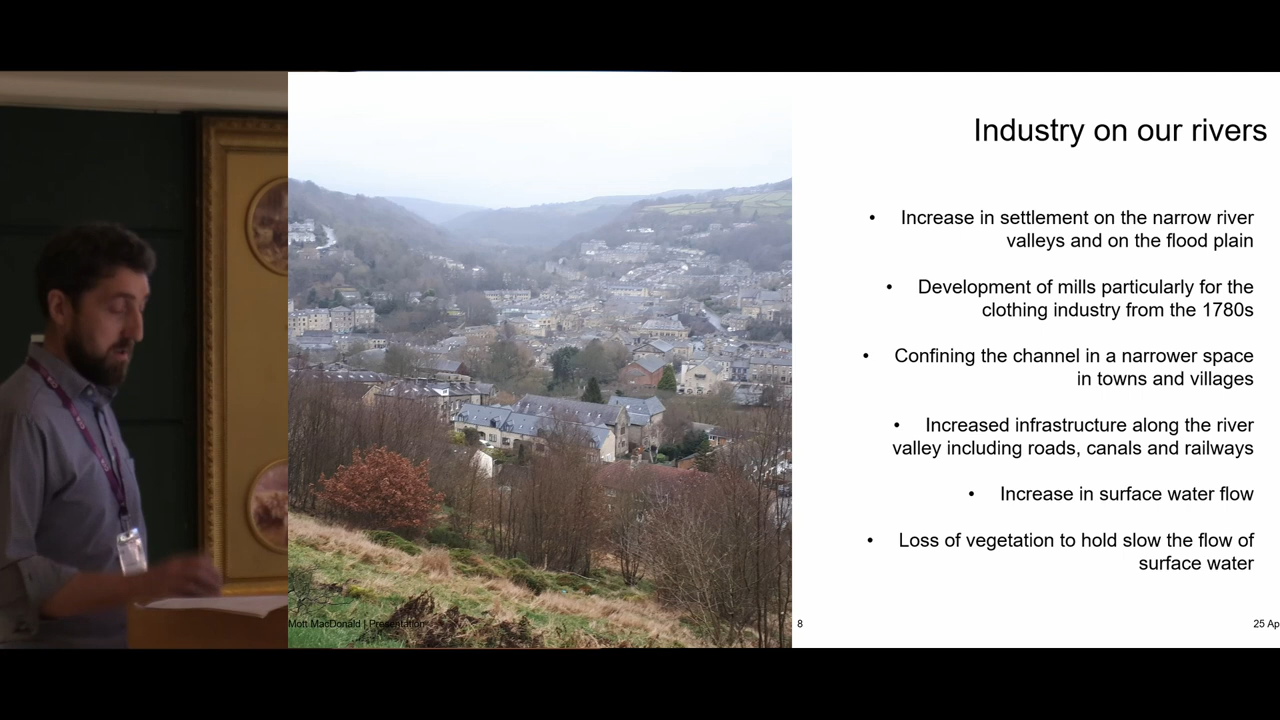 Industry on our rivers
• Increase in settlement on the narrow river
valleys and on the flood plain
• Development of mills particularly for the
clothing industry from the 1780s
• Confining the channel in a narrower space
in towns and villages
• Increased infrastructure along the river
valley including roads, canals and railways
• Increase in surface water flow
• Loss of vegetation to hold slow the flow of
surface water
Mott MacDonald | Presentation
8
25 Ap